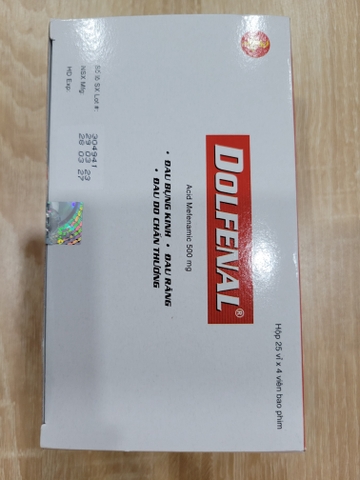 DOLFENAL®
Acid Mefenamic 500 mg
• ĐAU BỤNG KINH • ĐAU RĂNG
• ĐAU DO CHẤN THƯƠNG
Hộp 25 vỉ x 4 viên bao phim
Số lô SX Lot #: 304941
NSX Mfg. 29 03 23
HD Exp: 28 03 27